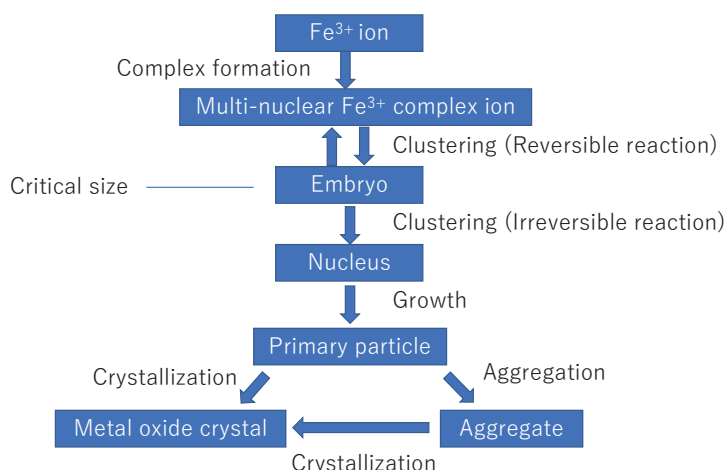 Fe³⁺ ion
Complex formation
Multi-nuclear Fe³⁺ complex ion
Clustering (Reversible reaction)
Critical size
Embryo
Clustering (Irreversible reaction)
Nucleus
Growth
Primary particle
Crystallization
Aggregation
Metal oxide crystal
Aggregate
Crystallization